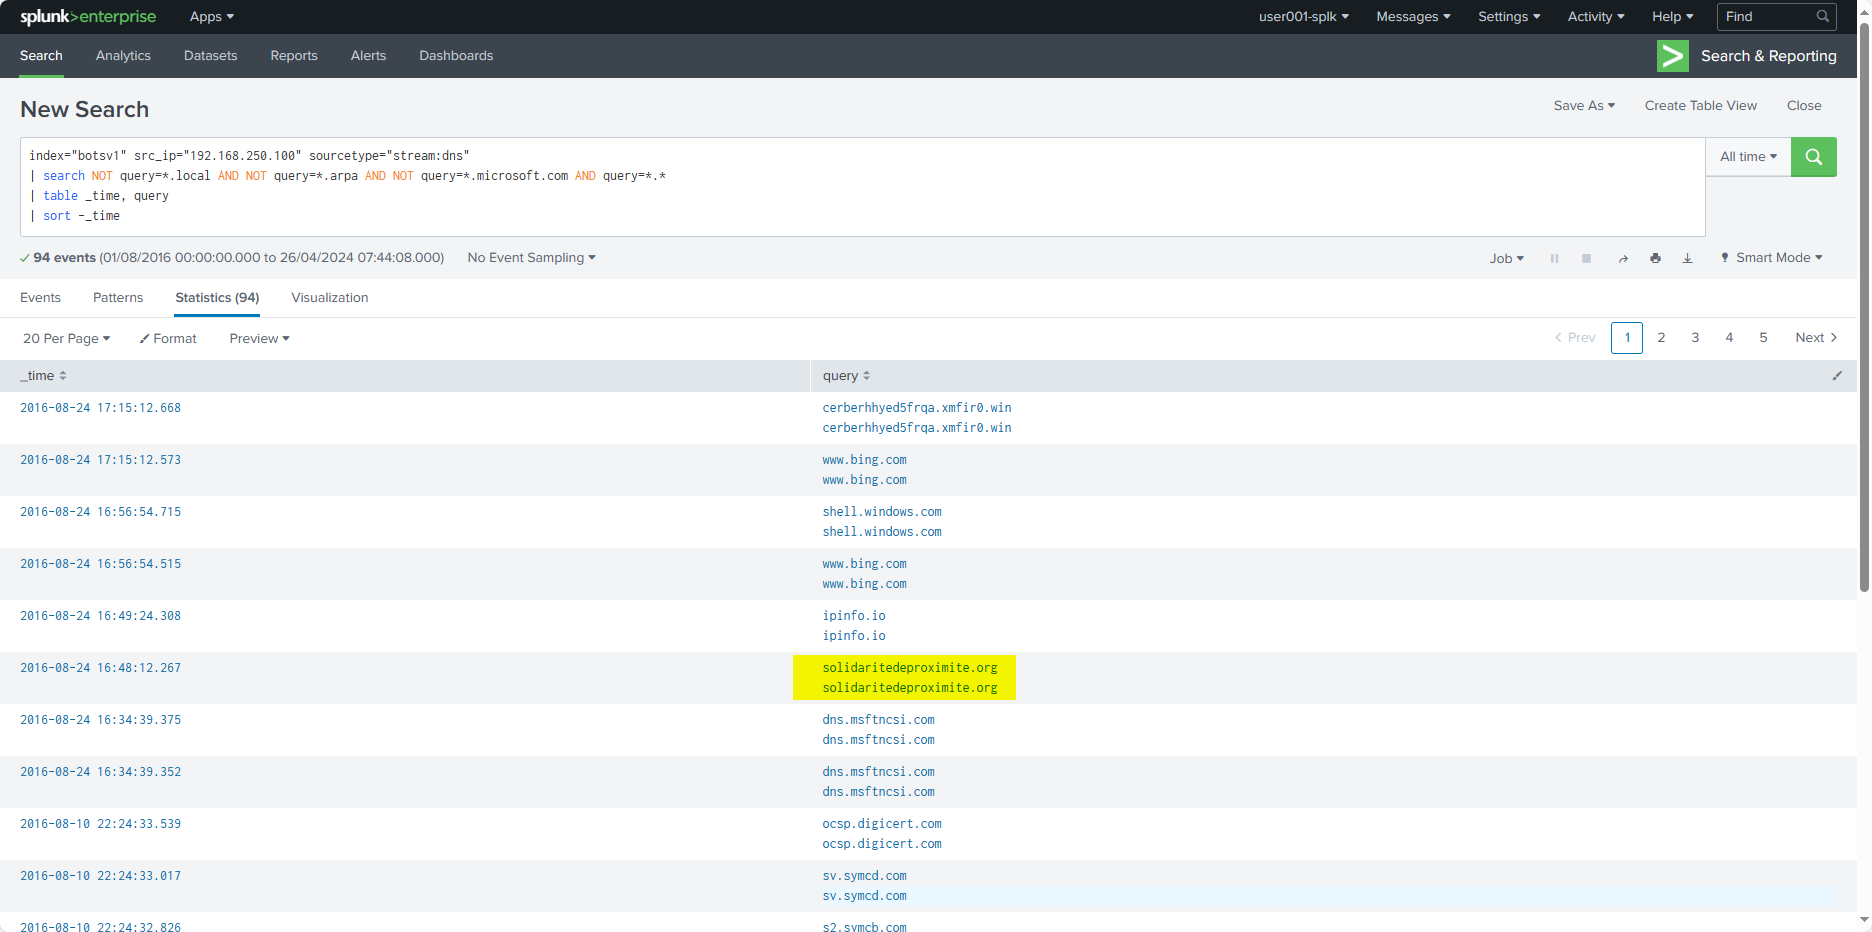 splunk>enterprise Apps user001-splk Messages Settings Activity Help Find
Search Analytics Datasets Reports Alerts Dashboards > Search & Reporting
New Search Save As Create Table View Close
index="botsv1" src_ip="192.168.250.100" sourcetype="stream:dns" All time
| search NOT query=*.local AND NOT query=*.arpa AND NOT query=*.microsoft.com AND query=*.*
| table _time, query
| sort -_time
94 events (01/08/2016 00:00:00.000 to 26/04/2024 07:44:08.000) No Event Sampling Job Smart Mode
Events Patterns Statistics (94) Visualization
20 Per Page Format Preview < Prev 1 2 3 4 5 Next >
_time query
2016-08-24 17:15:12.668 cerberhhyed5frqa.xmfir0.win
cerberhhyed5frqa.xmfir0.win
2016-08-24 17:15:12.573 www.bing.com
www.bing.com
2016-08-24 16:56:54.715 shell.windows.com
shell.windows.com
2016-08-24 16:56:54.515 www.bing.com
www.bing.com
2016-08-24 16:49:24.308 ipinfo.io
ipinfo.io
2016-08-24 16:48:12.267 solidaritedeproximite.org
solidaritedeproximite.org
2016-08-24 16:34:39.375 dns.msftncsi.com
dns.msftncsi.com
2016-08-24 16:34:39.352 dns.msftncsi.com
dns.msftncsi.com
2016-08-10 22:24:33.539 ocsp.digicert.com
ocsp.digicert.com
2016-08-10 22:24:33.017 sv.symcd.com
sv.symcd.com
2016-08-10 22:24:32.826 s2.symcb.com